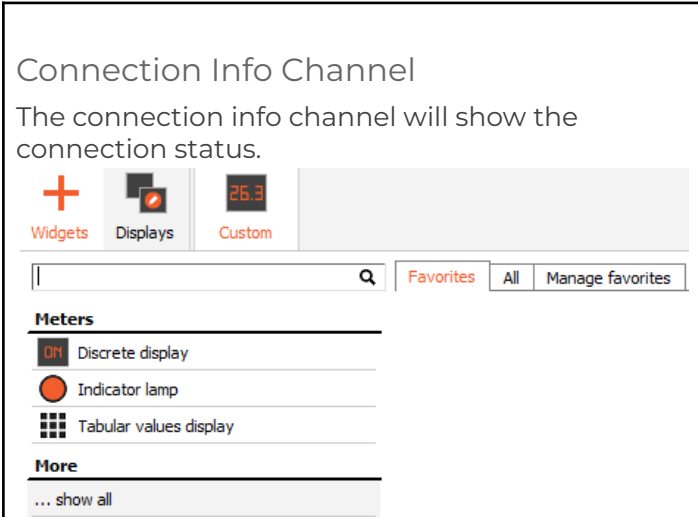 Connection Info Channel
The connection info channel will show the
connection status.
26.3
Widgets Displays Custom
Favorites All Manage favorites
Meters
ON Discrete display
Indicator lamp
Tabular values display
More
... show all